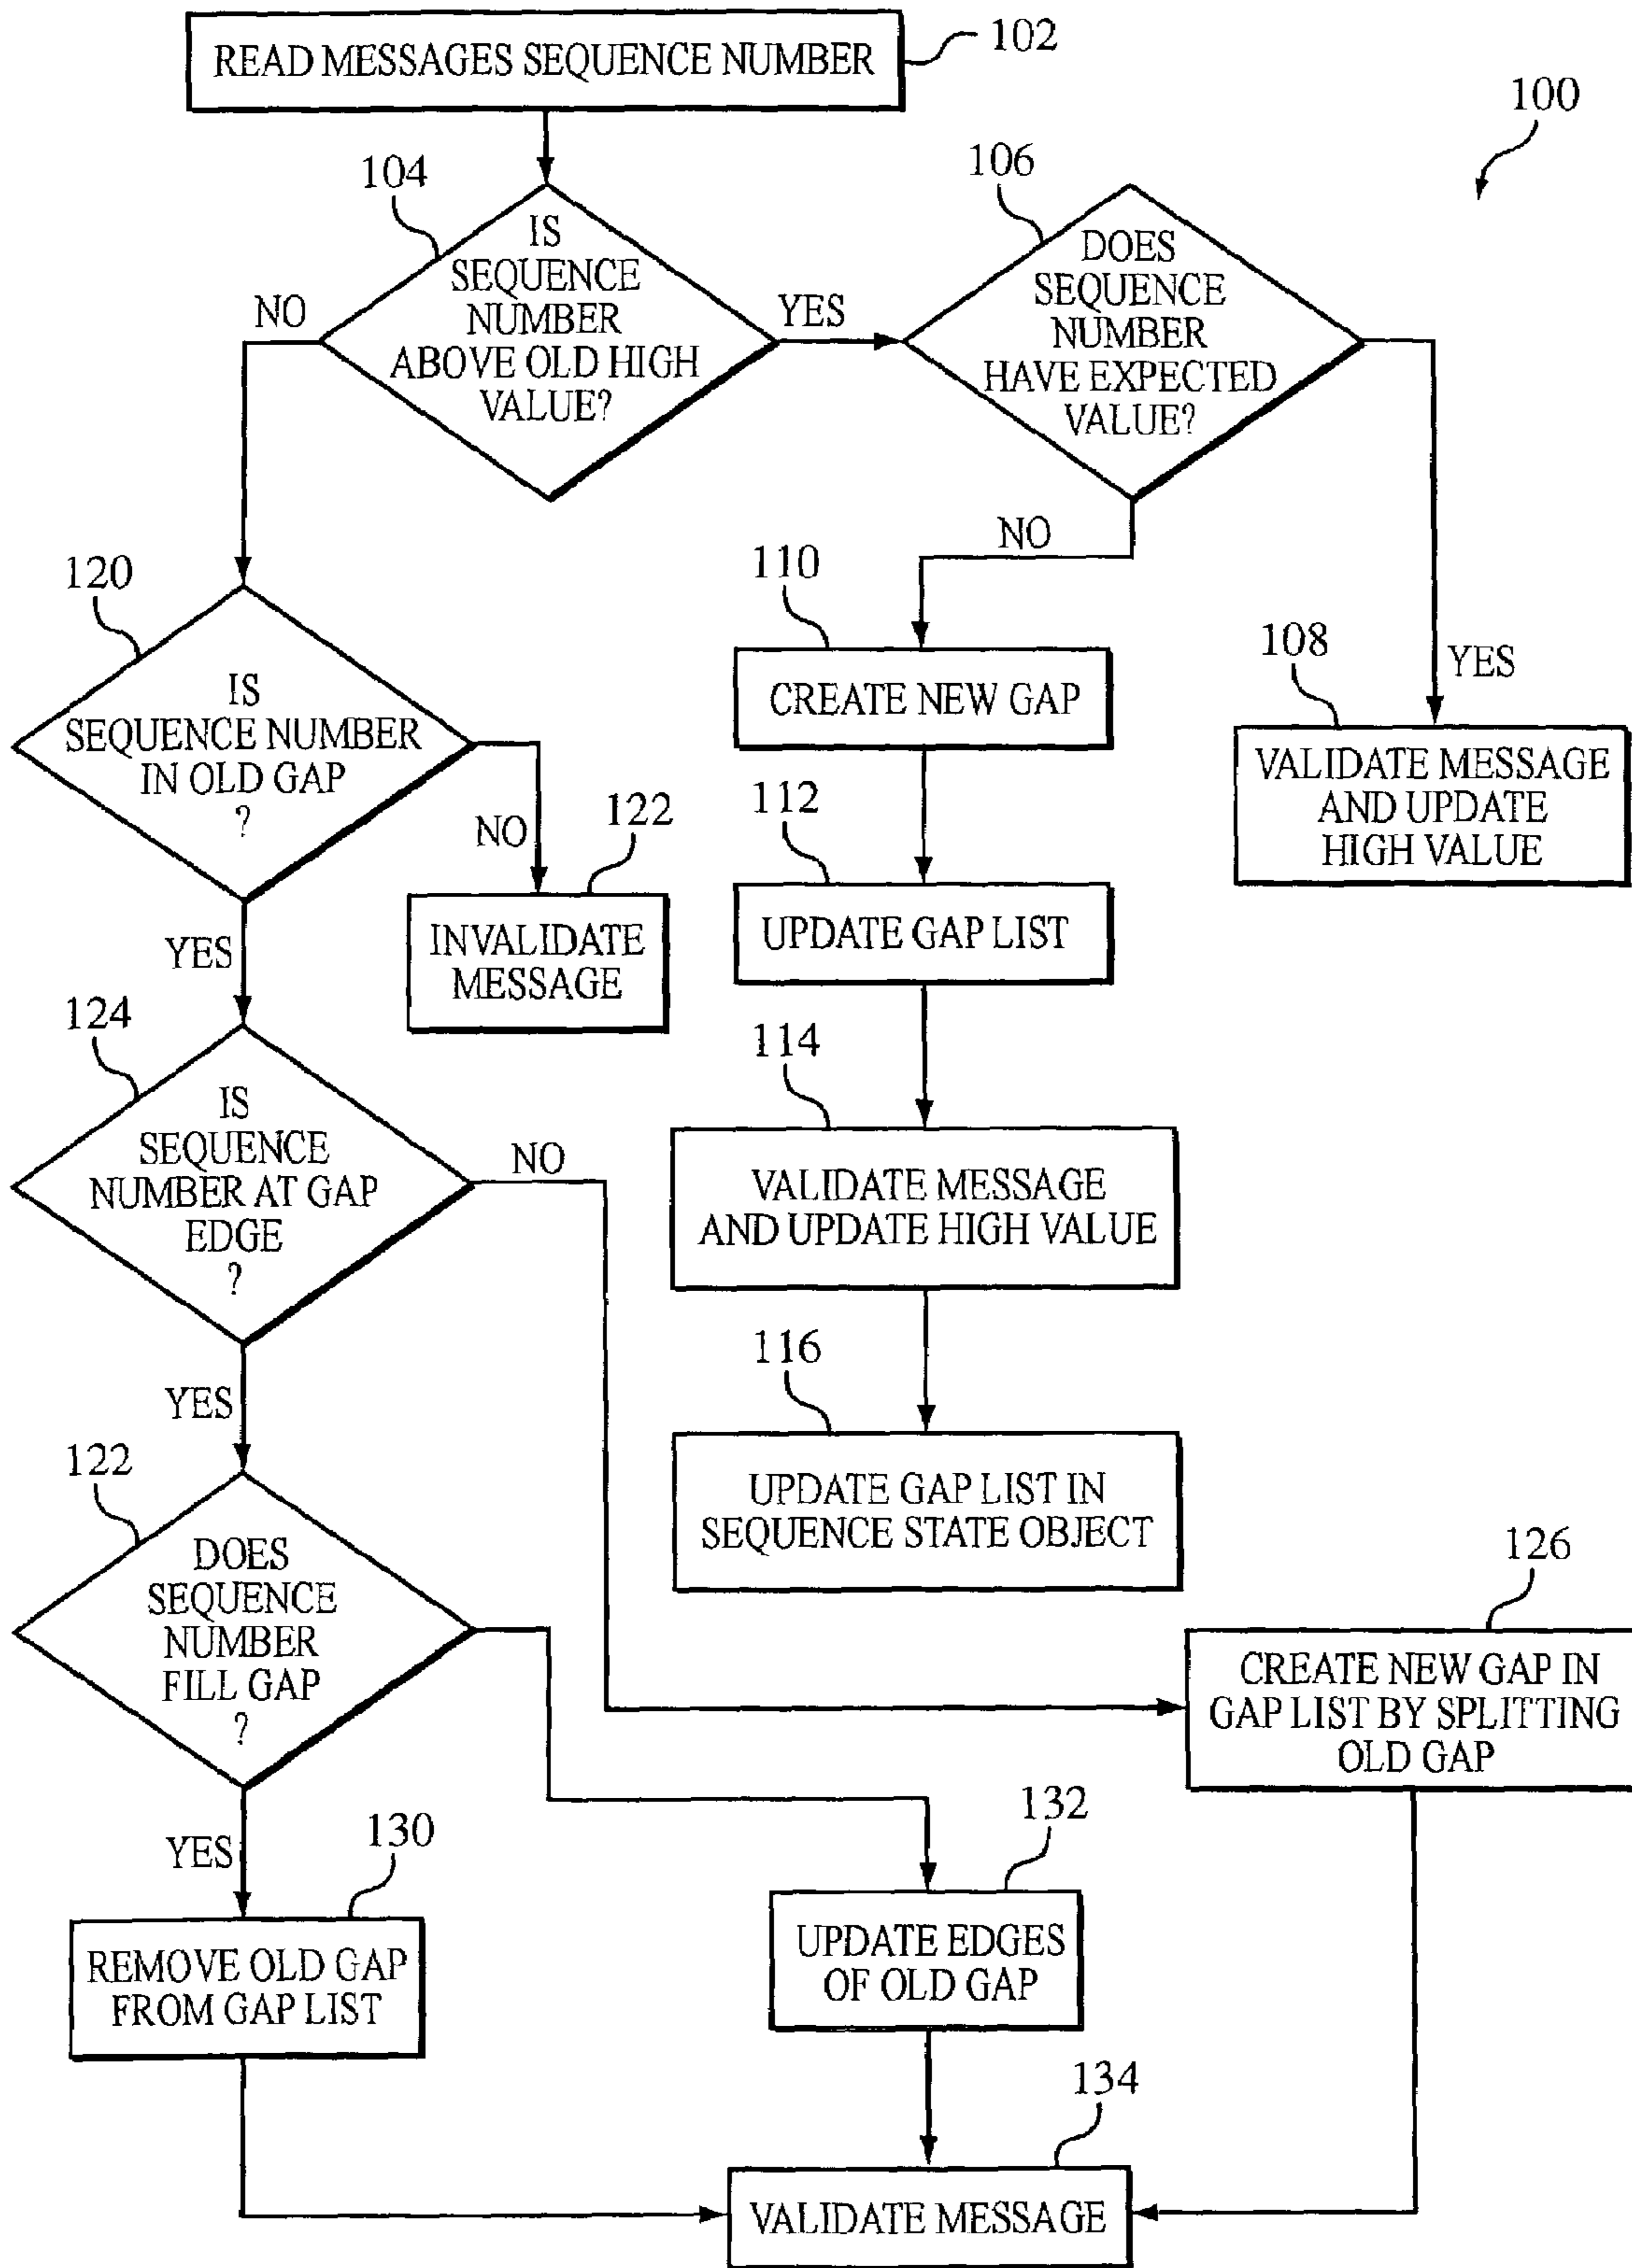 READ MESSAGES SEQUENCE NUMBER
102
100
104
IS
SEQUENCE
NUMBER
ABOVE OLD HIGH
VALUE?
NO
YES
106
DOES
SEQUENCE
NUMBER
HAVE EXPECTED
VALUE?
NO
YES
108
VALIDATE MESSAGE
AND UPDATE
HIGH VALUE
110
CREATE NEW GAP
112
UPDATE GAP LIST
114
VALIDATE MESSAGE
AND UPDATE HIGH VALUE
116
UPDATE GAP LIST IN
SEQUENCE STATE OBJECT
120
IS
SEQUENCE NUMBER
IN OLD GAP
?
NO
122
INVALIDATE
MESSAGE
YES
124
IS
SEQUENCE
NUMBER AT GAP
EDGE
?
NO
YES
122
DOES
SEQUENCE
NUMBER
FILL GAP
?
126
CREATE NEW GAP IN
GAP LIST BY SPLITTING
OLD GAP
YES
130
REMOVE OLD GAP
FROM GAP LIST
132
UPDATE EDGES
OF OLD GAP
134
VALIDATE MESSAGE